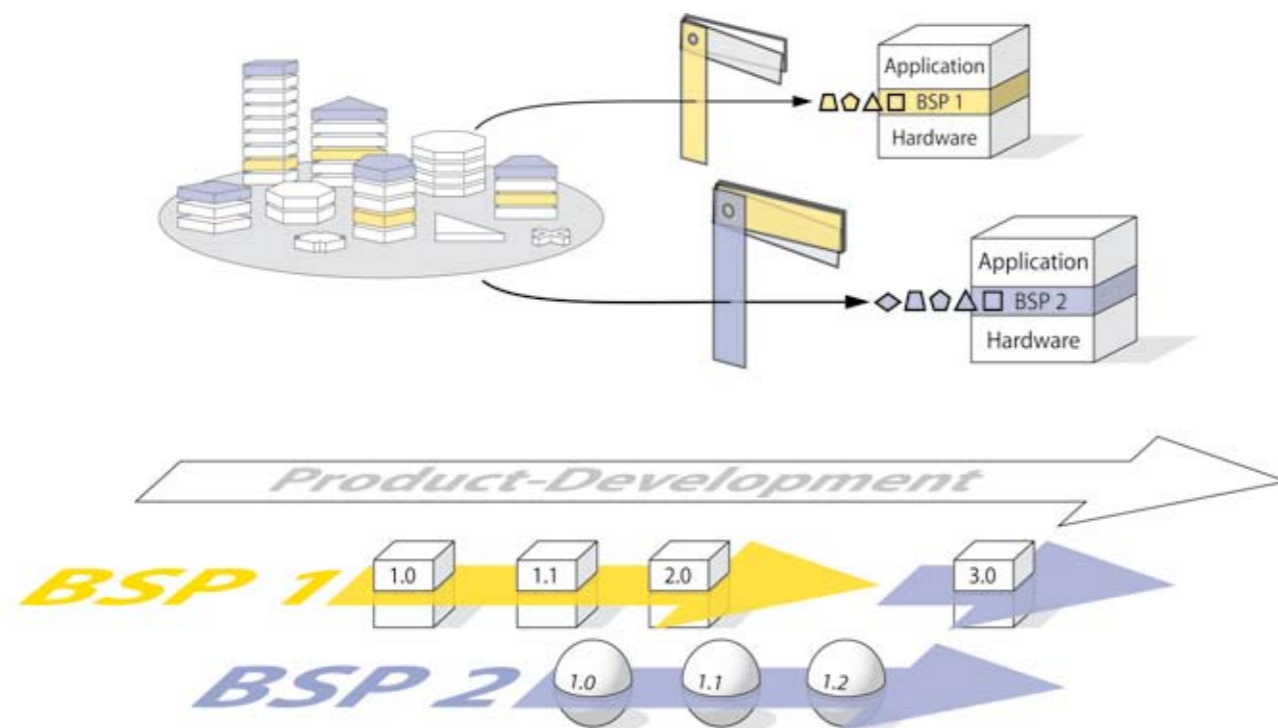 Application
BSP 1
Hardware
Application
BSP 2
Hardware
Product-Development
BSP 1
1.0
1.1
2.0
3.0
BSP 2
1.0
1.1
1.2